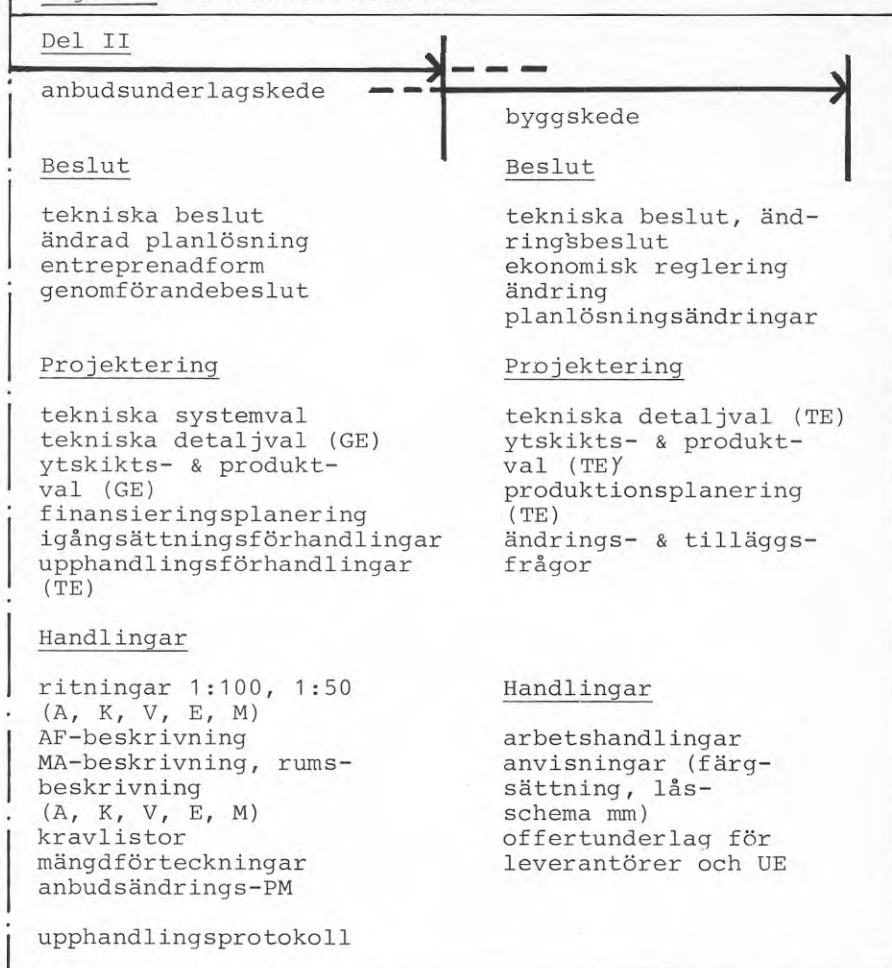 Del II
anbudsunderlagskede
Beslut
tekniska beslut
ändrad planlösning
entreprenadform
genomförandebeslut
Projektering
tekniska systemval
tekniska detaljval (GE)
ytskikts- & produkt-
val (GE)
finansieringsplanering
igångsättningsförhandlingar
upphandlingsförhandlingar
(TE)
Handlingar
ritningar 1:100, 1:50
(A, K, V, E, M)
AF-beskrivning
MA-beskrivning, rums-
beskrivning
(A, K, V, E, M)
kravlistor
mängdförteckningar
anbudsändrings-PM
upphandlingsprotokoll
byggskede
Beslut
tekniska beslut, änd-
ringsbeslut
ekonomisk reglering
ändring
planlösningsändringar
Projektering
tekniska detaljval (TE)
ytskikts- & produkt-
val (TE)
produktionsplanering
(TE)
ändrings- & tilläggs-
frågor
Handlingar
arbetshandlingar
anvisningar (färg-
sättning, lås-
schema mm)
offertunderlag för
leverantörer och UE